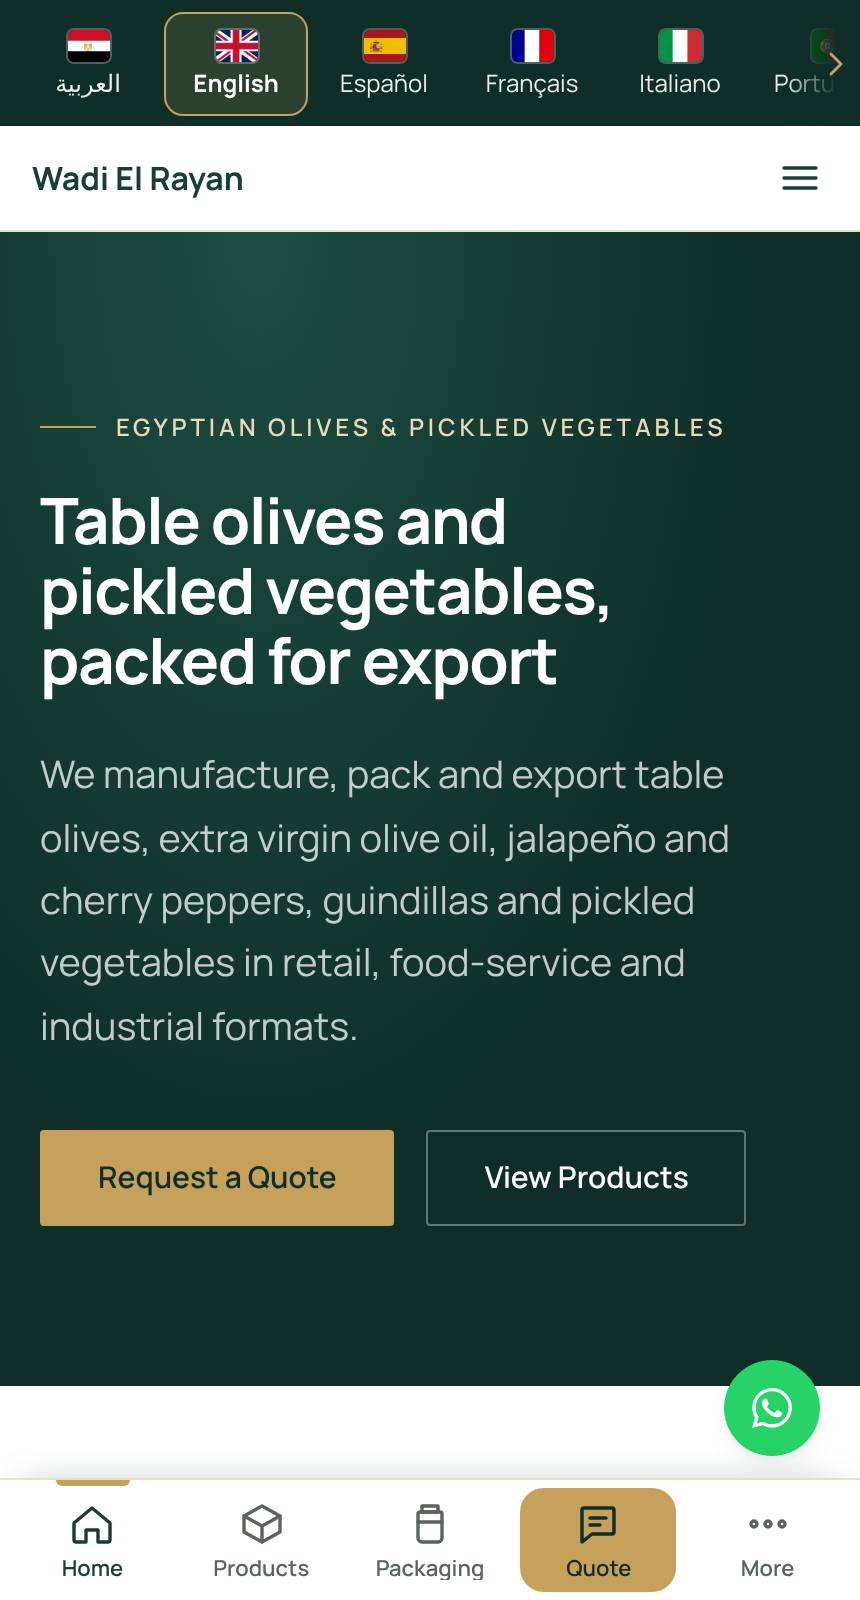 العربية
English
Español
Français
Italiano
Wadi El Rayan
EGYPTIAN OLIVES & PICKLED VEGETABLES
Table olives and
pickled vegetables,
packed for export
We manufacture, pack and export table
olives, extra virgin olive oil, jalapeño and
cherry peppers, guindillas and pickled
vegetables in retail, food-service and
industrial formats.
Request a Quote
View Products
Home
Products
Packaging
Quote
More